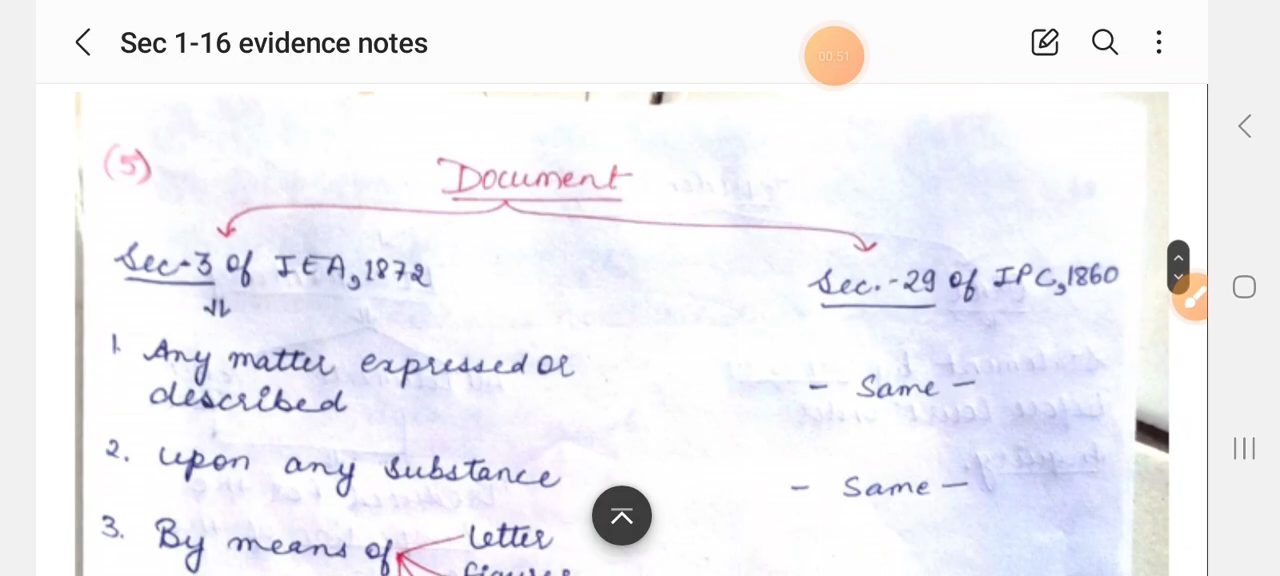 Sec 1-16 evidence notes
00:51
(5)
Document
Sec-3 of IEA, 1872
Sec.-29 of IPC, 1860
1. Any matter expressed or
described
- Same -
2. upon any substance
- Same -
3. By means of
letter
figures